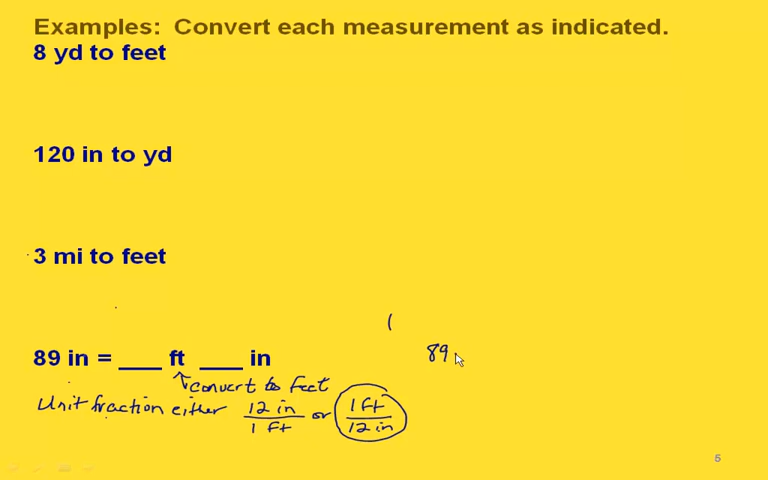 Examples: Convert each measurement as indicated.
8 yd to feet
120 in to yd
3 mi to feet
89 in = ___ ft ___ in
89
convert to feet
Unit fraction either 12 in / 1 ft or 1 ft / 12 in
5